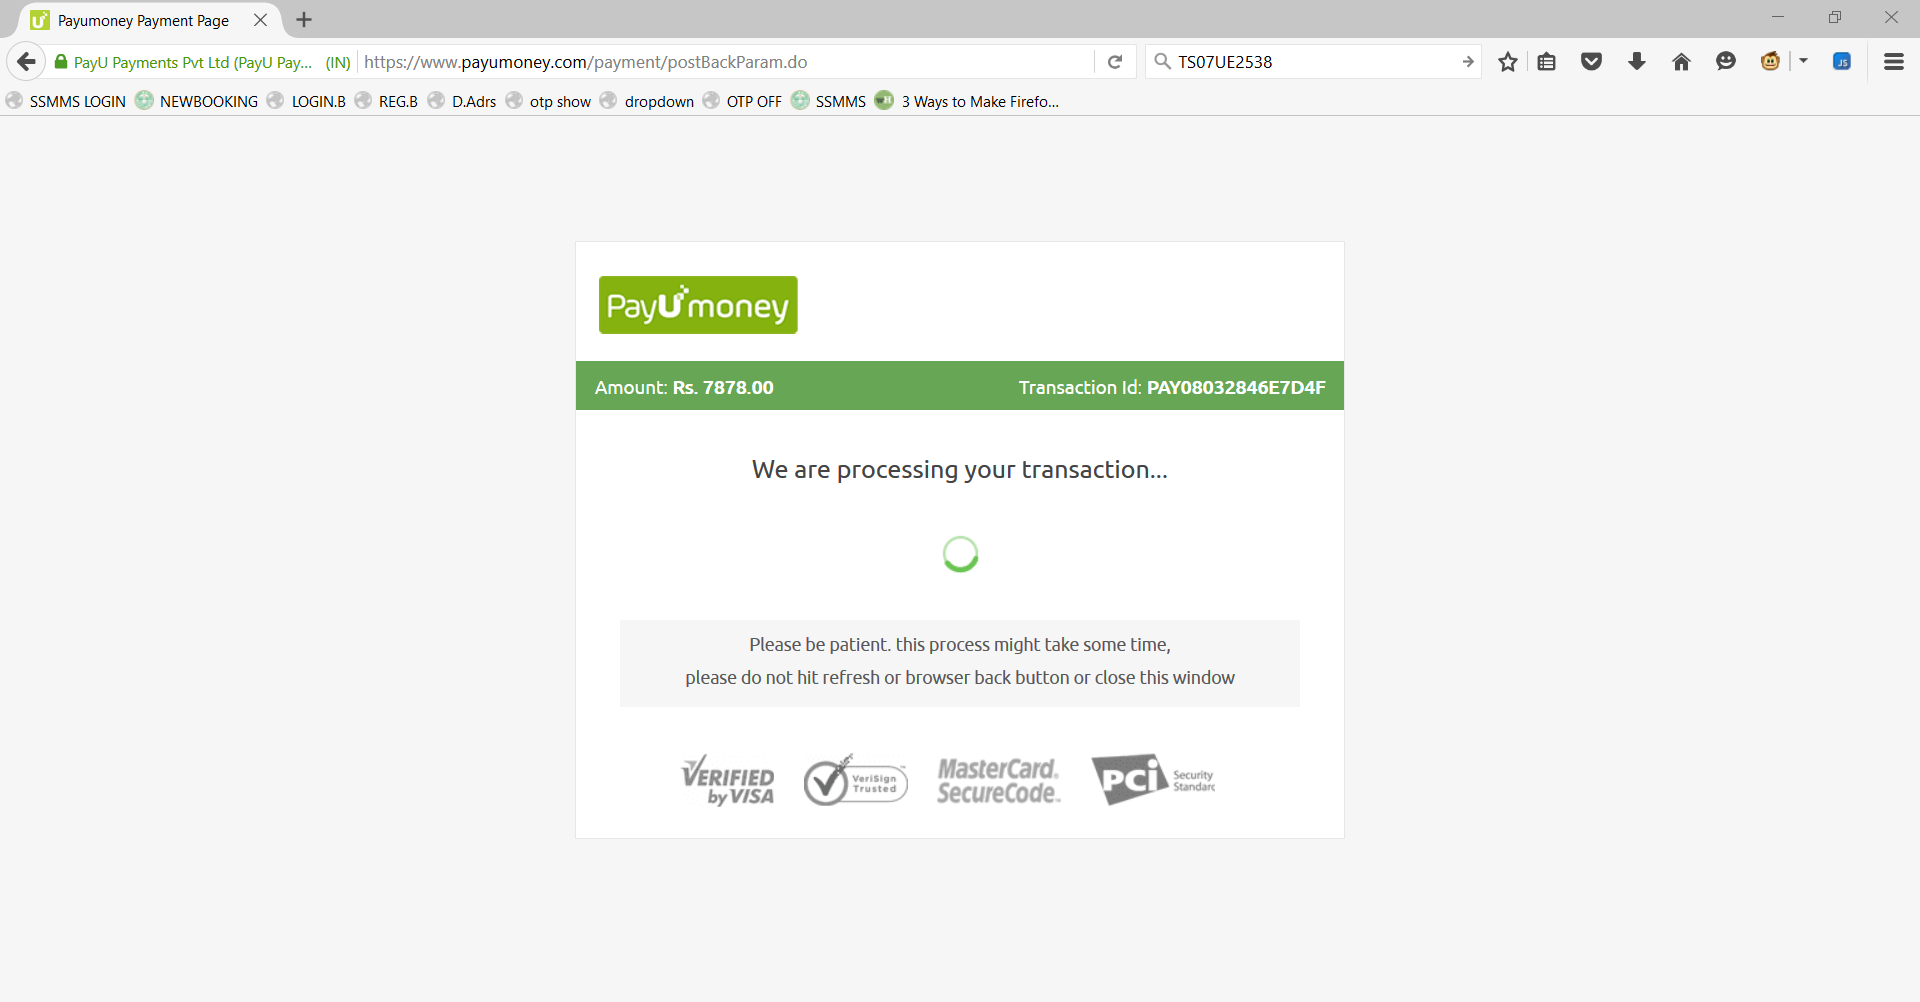 Payumoney Payment Page
PayU Payments Pvt Ltd (PayU Pay... (IN) https://www.payumoney.com/payment/postBackParam.do TS07UE2538 JS
SSMMS LOGIN NEWBOOKING LOGIN.B REG.B D.Adrs otp show dropdown OTP OFF SSMMS 3 Ways to Make Firefo...
PayUmoney
Amount: Rs. 7878.00 Transaction Id: PAY08032846E7D4F
We are processing your transaction...
Please be patient. this process might take some time,
please do not hit refresh or browser back button or close this window
VERIFIED by VISA
VeriSign Trusted
MasterCard. SecureCode.
PCi Security Standard